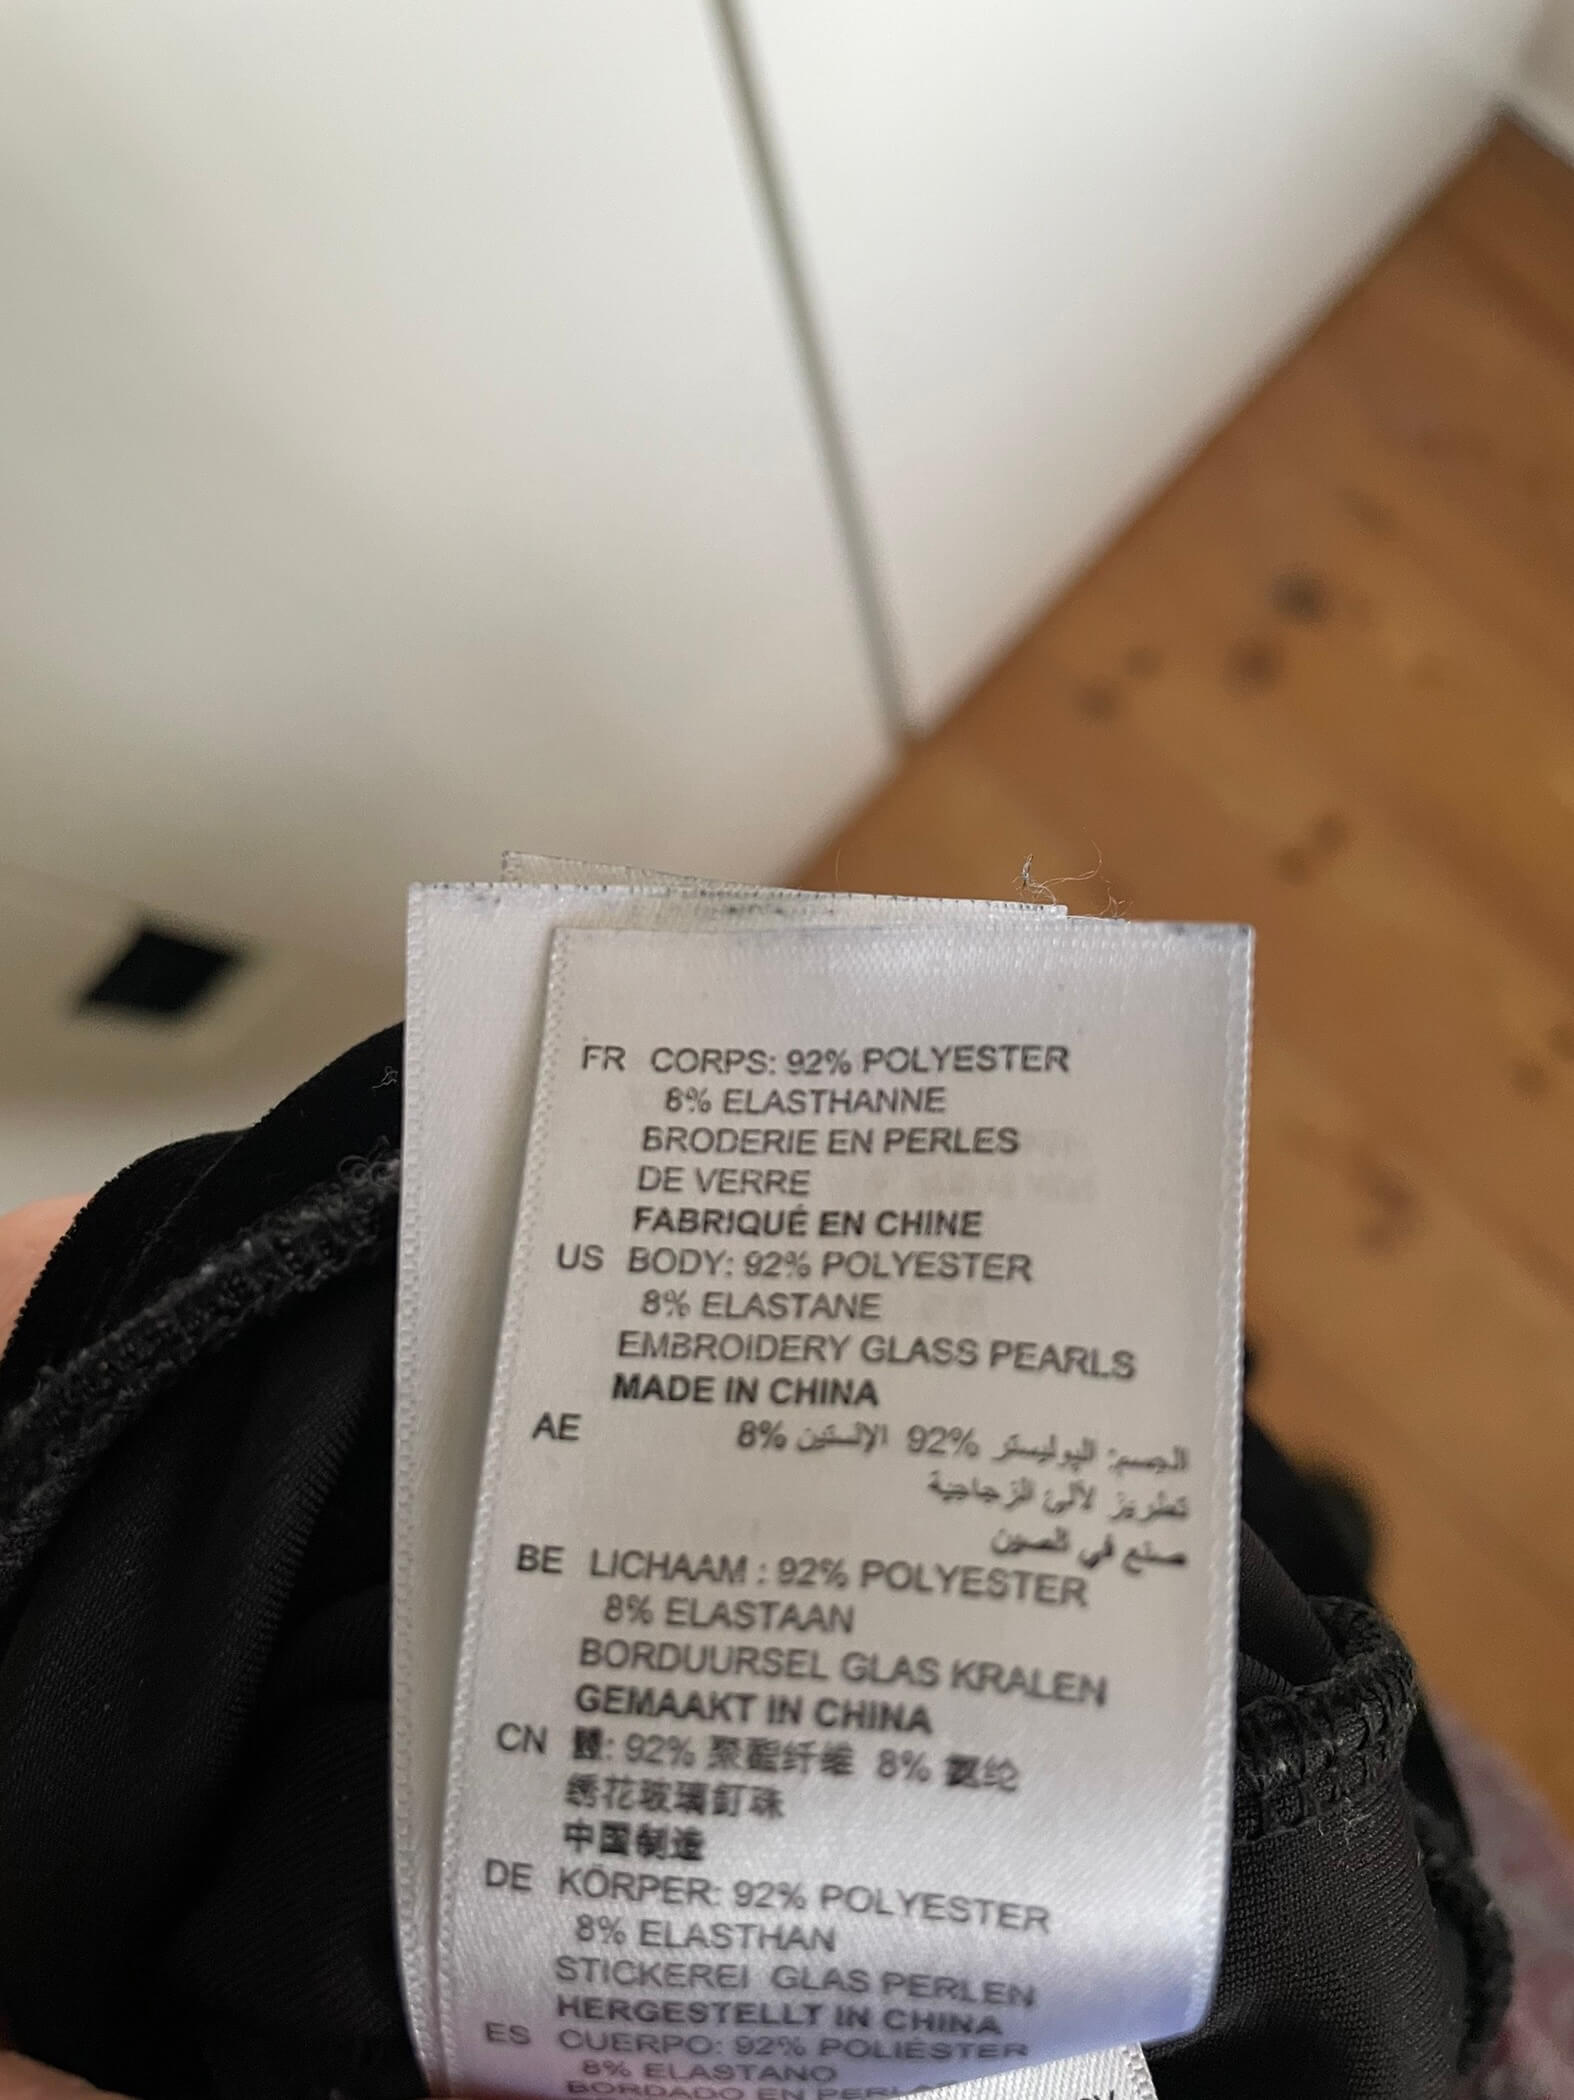 FR CORPS: 92% POLYESTER
8% ELASTHANNE
BRODERIE EN PERLES
DE VERRE
FABRIQUÉ EN CHINE
US BODY: 92% POLYESTER
8% ELASTANE
EMBROIDERY GLASS PEARLS
MADE IN CHINA
AE الجسم: البوليستر 92% الإلستين 8%
تطريز لآلئ الزجاجية
صنع في الصين
BE LICHAAM : 92% POLYESTER
8% ELASTAAN
BORDUURSEL GLAS KRALEN
GEMAAKT IN CHINA
CN 92% 聚酯纤维 8% 氨纶
绣花玻璃钉珠
中国制造
DE KÖRPER: 92% POLYESTER
8% ELASTHAN
STICKEREI GLAS PERLEN
HERGESTELLT IN CHINA
ES CUERPO: 92% POLIÉSTER
8% ELASTANO
BORDADO EN